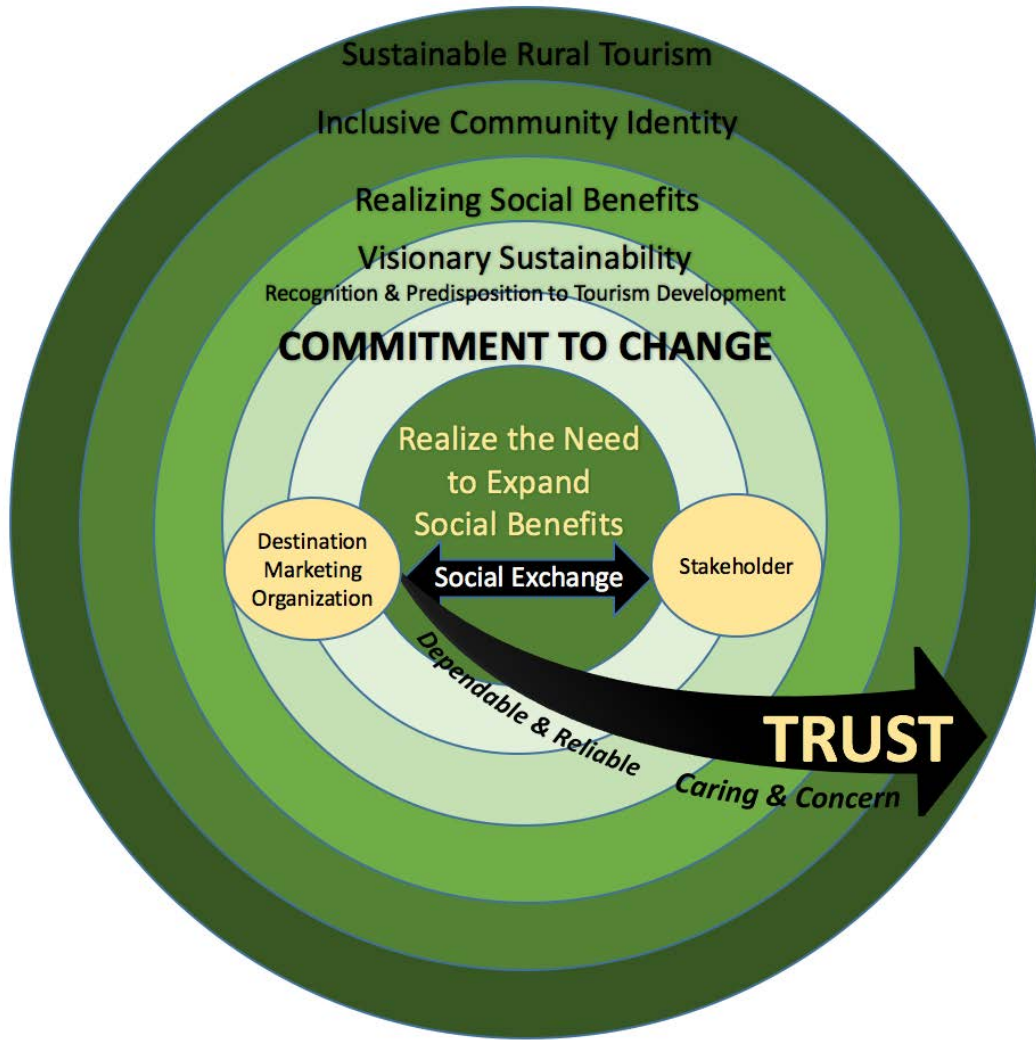 Sustainable Rural Tourism
Inclusive Community Identity
Realizing Social Benefits
Visionary Sustainability
Recognition & Predisposition to Tourism Development
COMMITMENT TO CHANGE
Realize the Need
to Expand
Social Benefits
Destination
Marketing
Organization
Social Exchange
Stakeholder
Dependable & Reliable
TRUST
Caring & Concern